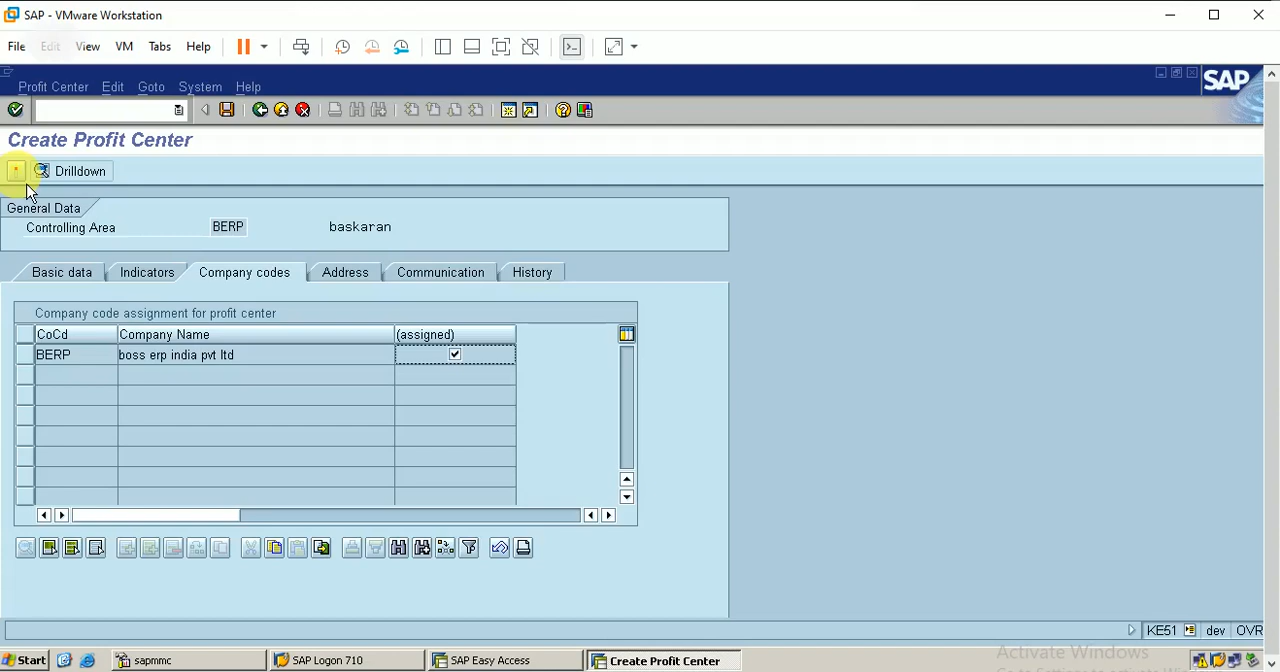 SAP - VMware Workstation
File Edit View VM Tabs Help
Profit Center Edit Goto System Help
SAP
Create Profit Center
Drilldown
General Data
Controlling Area BERP baskaran
Basic data Indicators Company codes Address Communication History
Company code assignment for profit center
CoCd Company Name (assigned)
BERP boss erp india pvt ltd
KE51 dev OVR
Activate Windows
Start sapmmc SAP Logon 710 SAP Easy Access Create Profit Center